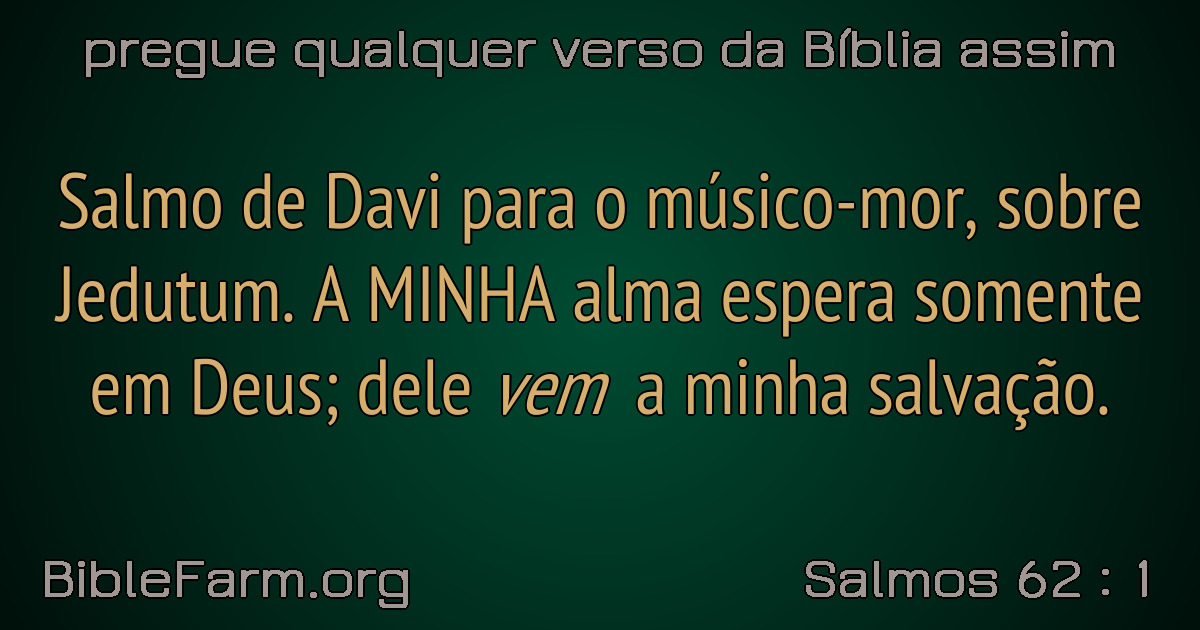 pregue qualquer verso da Bíblia assim
Salmo de Davi para o músico-mor, sobre
Jedutum. A MINHA alma espera somente
em Deus; dele vem a minha salvação.
BibleFarm.org
Salmos 62 : 1